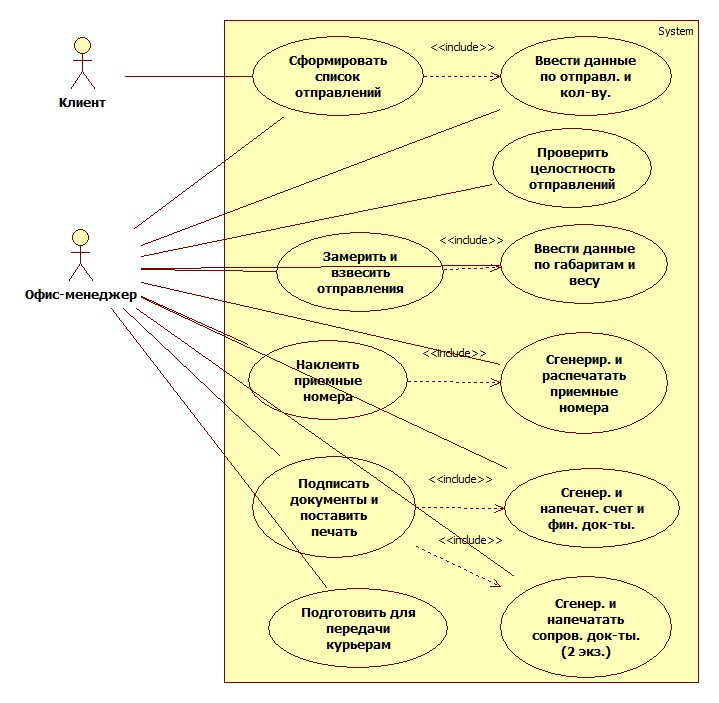 System
Клиент
Сформировать
список
отправлений
<<include>>
Ввести данные
по отправл. и
кол-ву.
Проверить
целостность
отправлений
Офис-менеджер
Замерить и
взвесить
отправления
<<include>>
Ввести данные
по габаритам и
весу
Наклеить
приемные
номера
<<include>>
Сгенерир. и
распечатать
приемные
номера
Подписать
документы и
поставить
печать
<<include>>
Сгенер. и
напечат. счет и
фин. док-ты.
<<include>>
Сгенер. и
напечатать
сопров. док-ты.
(2 экз.)
Подготовить для
передачи
курьерам